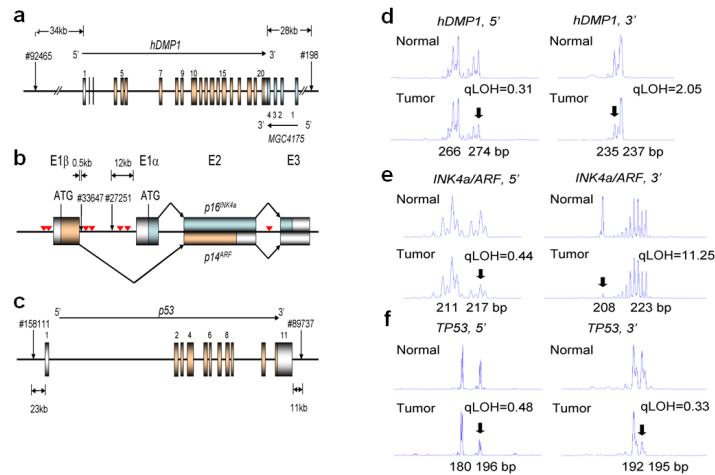 a
34kb
28kb
5' hDMP1 3'
#92465
#198
1 5 7 9 10 15 20
4 3 2 1
3' 5'
MGC4175
b
E1β 0.5kb 12kb E1α E2 E3
ATG #33647 #27251 ATG
p16INK4a
p14ARF
c
5' p53 3'
#158111
#89737
1 2 4 6 8 11
23kb
11kb
d
hDMP1, 5'
hDMP1, 3'
Normal
Normal
qLOH=0.31
qLOH=2.05
Tumor
Tumor
266 274 bp
235 237 bp
e
INK4a/ARF, 5'
INK4a/ARF, 3'
Normal
Normal
Tumor
qLOH=0.44
Tumor
qLOH=11.25
211 217 bp
208 223 bp
f
TP53, 5'
TP53, 3'
Normal
Normal
Tumor
qLOH=0.48
Tumor
qLOH=0.33
180 196 bp
192 195 bp